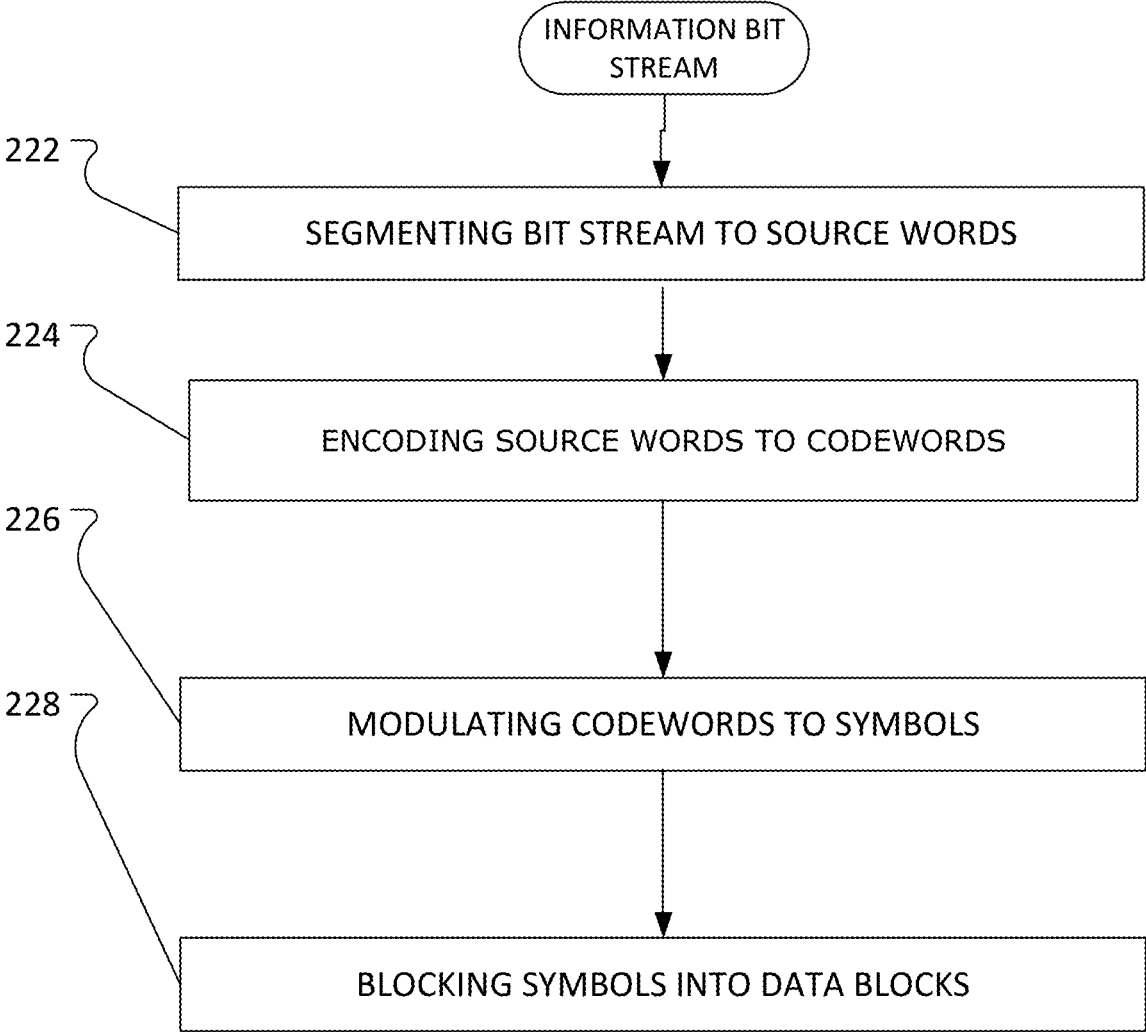 INFORMATION BIT
STREAM
222
SEGMENTING BIT STREAM TO SOURCE WORDS
224
ENCODING SOURCE WORDS TO CODEWORDS
226
MODULATING CODEWORDS TO SYMBOLS
228
BLOCKING SYMBOLS INTO DATA BLOCKS